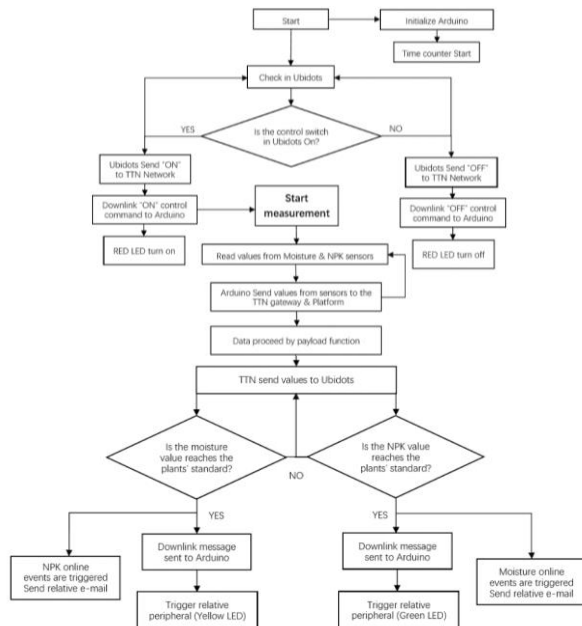 Start
Initialize Arduino
Time counter Start
Check in Ubidots
YES
Is the control switch
in Ubidots On?
NO
Ubidots Send "ON"
to TTN Network
Ubidots Send "OFF"
to TTN Network
Downlink "ON" control
command to Arduino
Start
measurement
Downlink "OFF" control
command to Arduino
RED LED turn on
Read values from Moisture & NPK sensors
RED LED turn off
Arduino Send values from sensors to the
TTN gateway & Platform
Data proceed by payload function
TTN send values to Ubidots
Is the moisture
value reaches the
plants' standard?
NO
Is the NPK value
reaches the
plants' standard?
YES
YES
NPK online
events are triggered
Send relative e-mail
Downlink message
sent to Arduino
Downlink message
sent to Arduino
Moisture online
events are triggered
Send relative e-mail
Trigger relative
peripheral (Yellow LED)
Trigger relative
peripheral (Green LED)